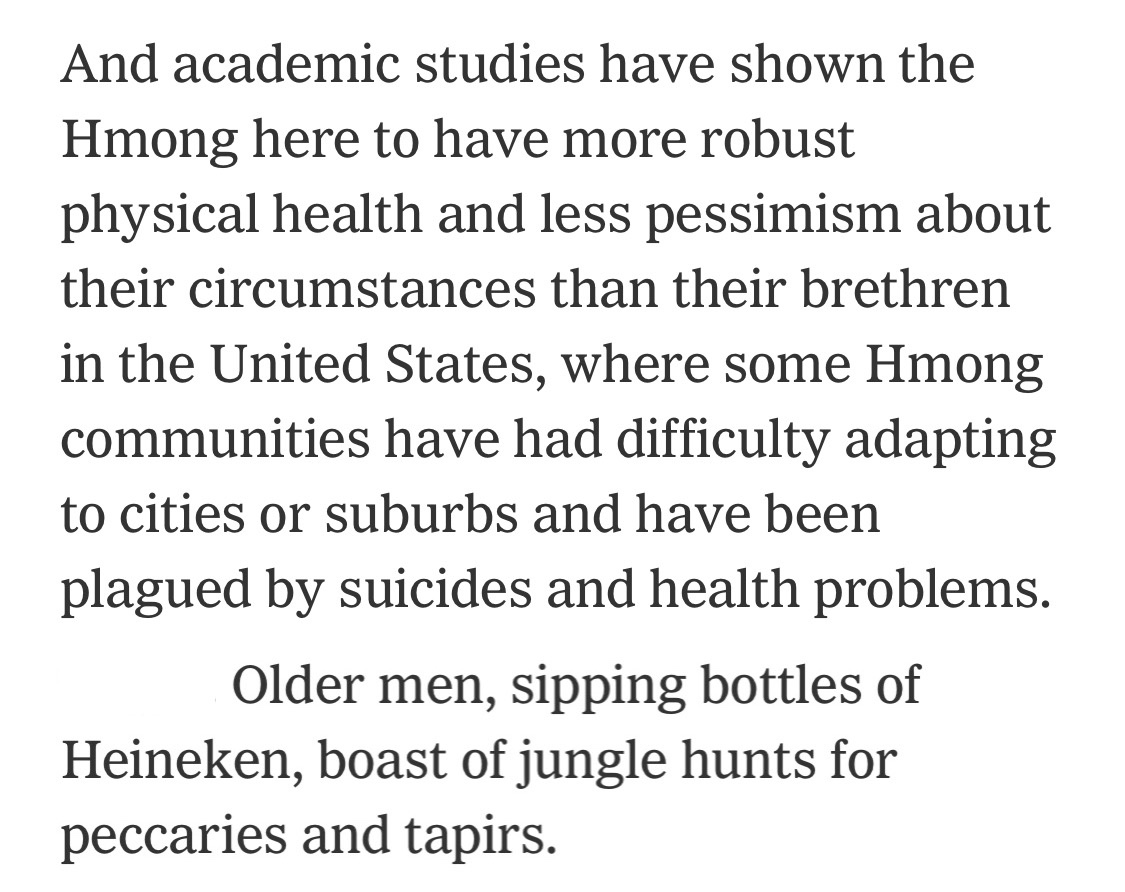 And academic studies have shown the
Hmong here to have more robust
physical health and less pessimism about
their circumstances than their brethren
in the United States, where some Hmong
communities have had difficulty adapting
to cities or suburbs and have been
plagued by suicides and health problems.
Older men, sipping bottles of
Heineken, boast of jungle hunts for
peccaries and tapirs.